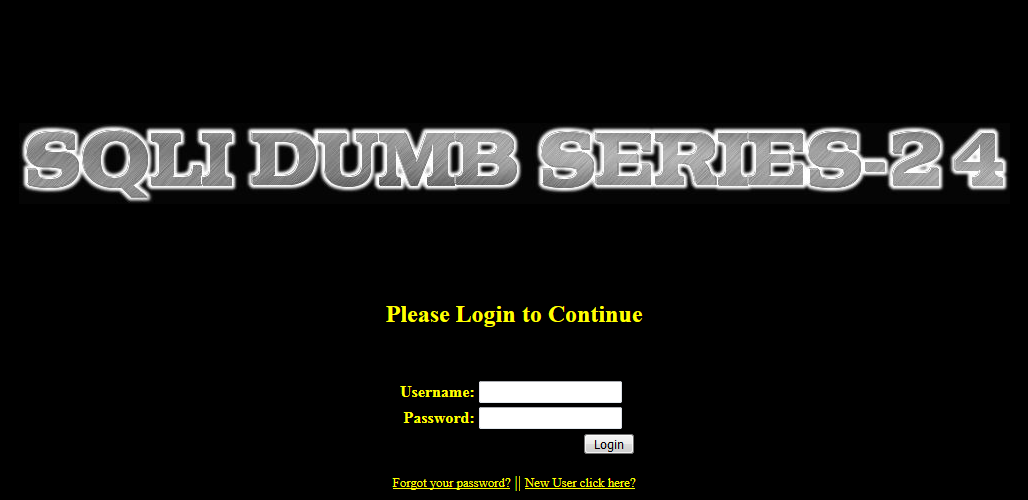 SQLI DUMB SERIES-24
Please Login to Continue
Username:
Password:
Login
Forgot your password? || New User click here?